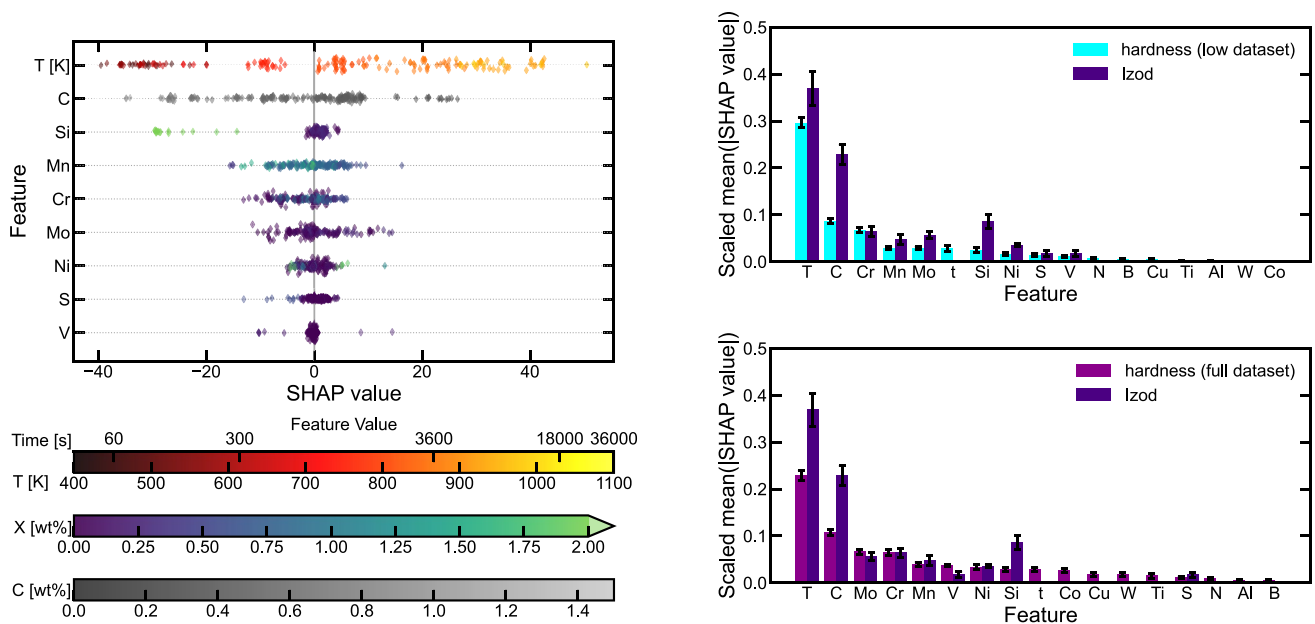 Feature
T [K]
C
Si
Mn
Cr
Mo
Ni
S
V
−40 −20 0 20 40
SHAP value
Feature Value
Time [s] 60 300 3600 18000 36000
T [K]
400 500 600 700 800 900 1000 1100
X [wt%]
0.00 0.25 0.50 0.75 1.00 1.25 1.50 1.75 2.00
C [wt%]
0.0 0.2 0.4 0.6 0.8 1.0 1.2 1.4
Scaled mean(|SHAP value|)
0.5
0.4
0.3
0.2
0.1
0.0
hardness (low dataset)
Izod
T C Cr Mn Mo t Si Ni S V N B Cu Ti Al W Co
Feature
Scaled mean(|SHAP value|)
0.5
0.4
0.3
0.2
0.1
0.0
hardness (full dataset)
Izod
T C Mo Cr Mn V Ni Si t Co Cu W Ti S N Al B
Feature